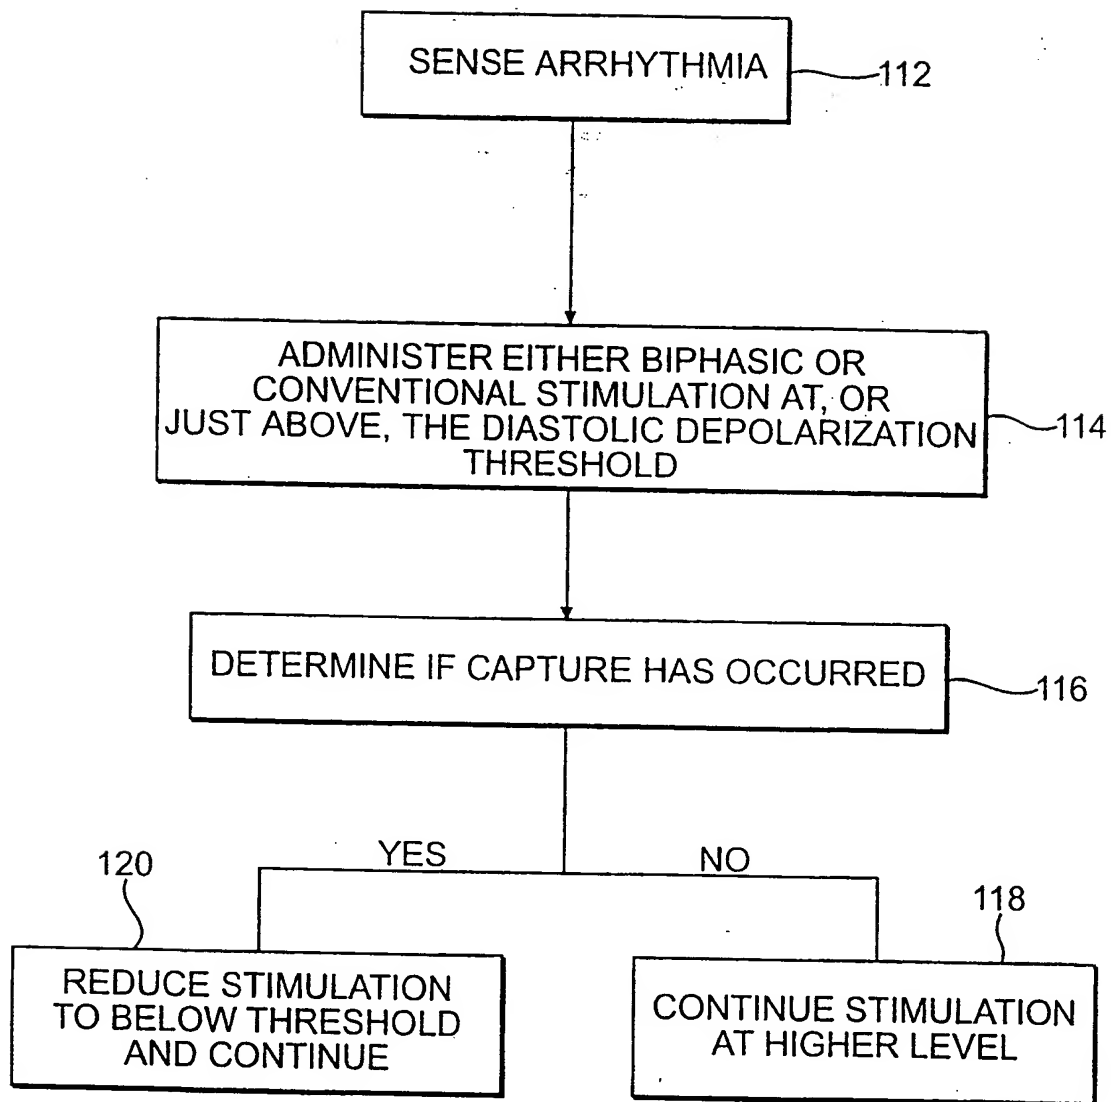 SENSE ARRHYTHMIA
112
ADMINISTER EITHER BIPHASIC OR
CONVENTIONAL STIMULATION AT, OR
JUST ABOVE, THE DIASTOLIC DEPOLARIZATION
THRESHOLD
114
DETERMINE IF CAPTURE HAS OCCURRED
116
YES
NO
120
118
REDUCE STIMULATION
TO BELOW THRESHOLD
AND CONTINUE
CONTINUE STIMULATION
AT HIGHER LEVEL